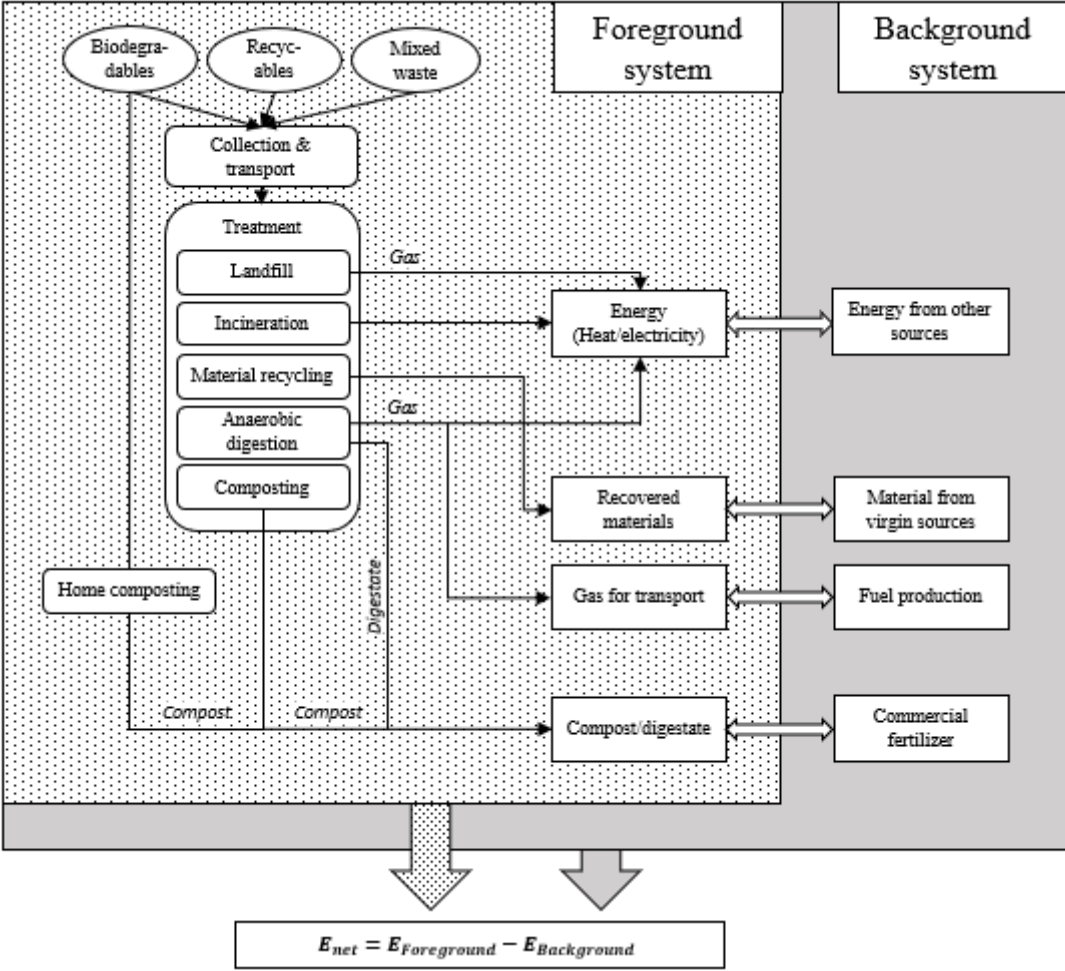 Foreground
system
Background
system
Biodegra-
dables
Recyc-
ables
Mixed
waste
Collection &
transport
Treatment
Landfill
Gas
Incineration
Energy
(Heat/electricity)
Energy from other
sources
Material recycling
Anaerobic
digestion
Gas
Composting
Recovered
materials
Material from
virgin sources
Home composting
Digestate
Gas for transport
Fuel production
Compost
Compost
Compost/digestate
Commercial
fertilizer
E_net = E_Foreground − E_Background